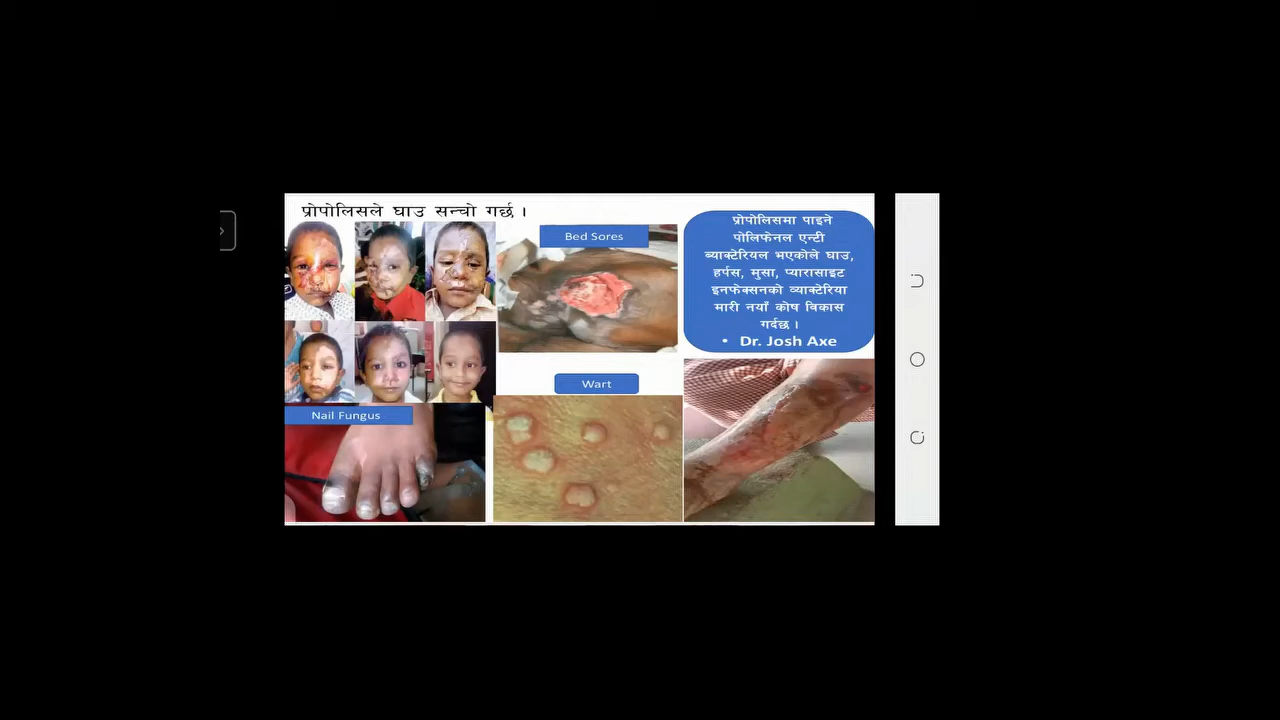 प्रोपोलिसले घाउ सन्चो गर्छ ।
Bed Sores
प्रोपोलिसमा पाइने
पोलिफेनल एन्टी
ब्याक्टेरियल भएकोले घाउ,
हर्पस, मुसा, प्यारासाइट
इनफेक्सनको व्याक्टेरिया
मारी नयाँ कोष विकास
गर्दछ ।
• Dr. Josh Axe
Wart
Nail Fungus